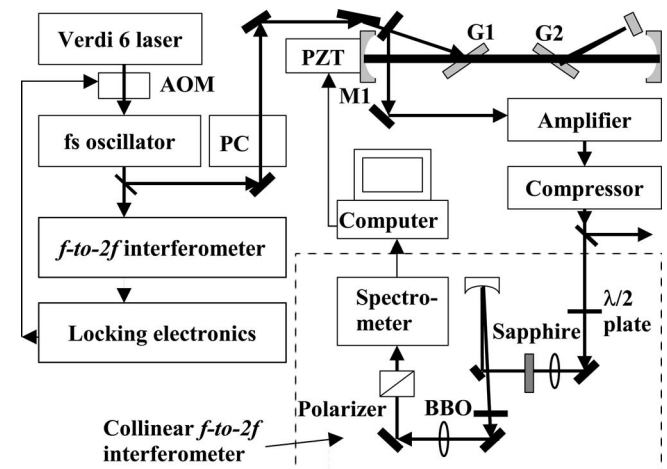 Verdi 6 laser
AOM
fs oscillator
PC
f-to-2f interferometer
Locking electronics
PZT
M1
G1
G2
Amplifier
Compressor
Computer
Spectro-
meter
λ/2
plate
Sapphire
BBO
Polarizer
Collinear f-to-2f
interferometer